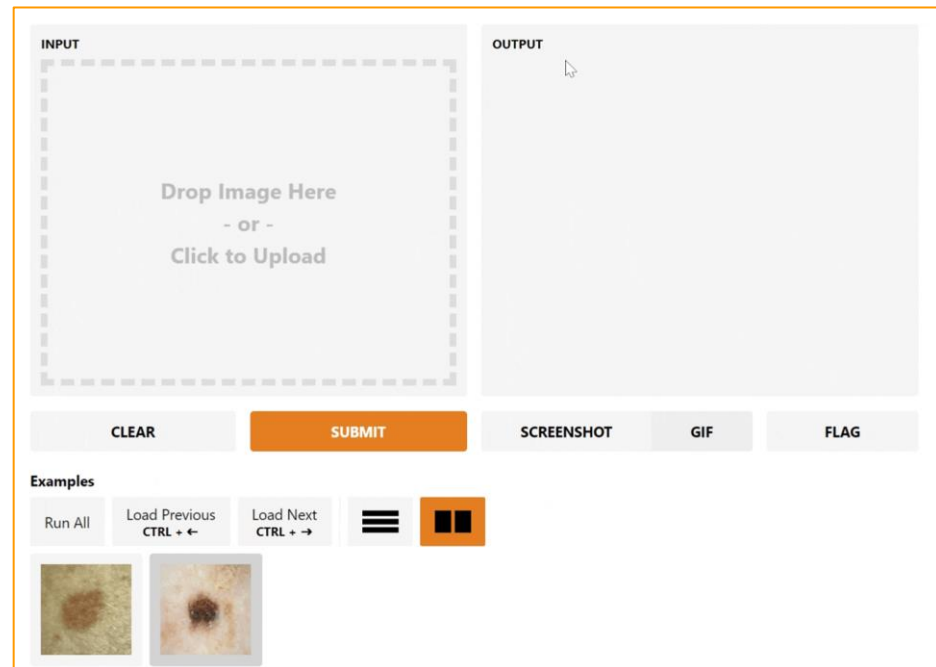 INPUT
OUTPUT
Drop Image Here
- or -
Click to Upload
CLEAR
SUBMIT
SCREENSHOT
GIF
FLAG
Examples
Run All
Load Previous
CTRL + ←
Load Next
CTRL + →